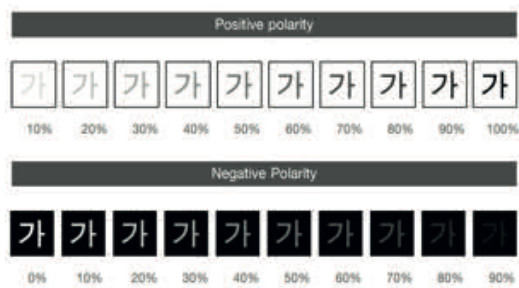 Positive polarity
가 가 가 가 가 가 가 가 가 가
10% 20% 30% 40% 50% 60% 70% 80% 90% 100%
Negative Polarity
가 가 가 가 가 가 가 가 가 가
0% 10% 20% 30% 40% 50% 60% 70% 80% 90%